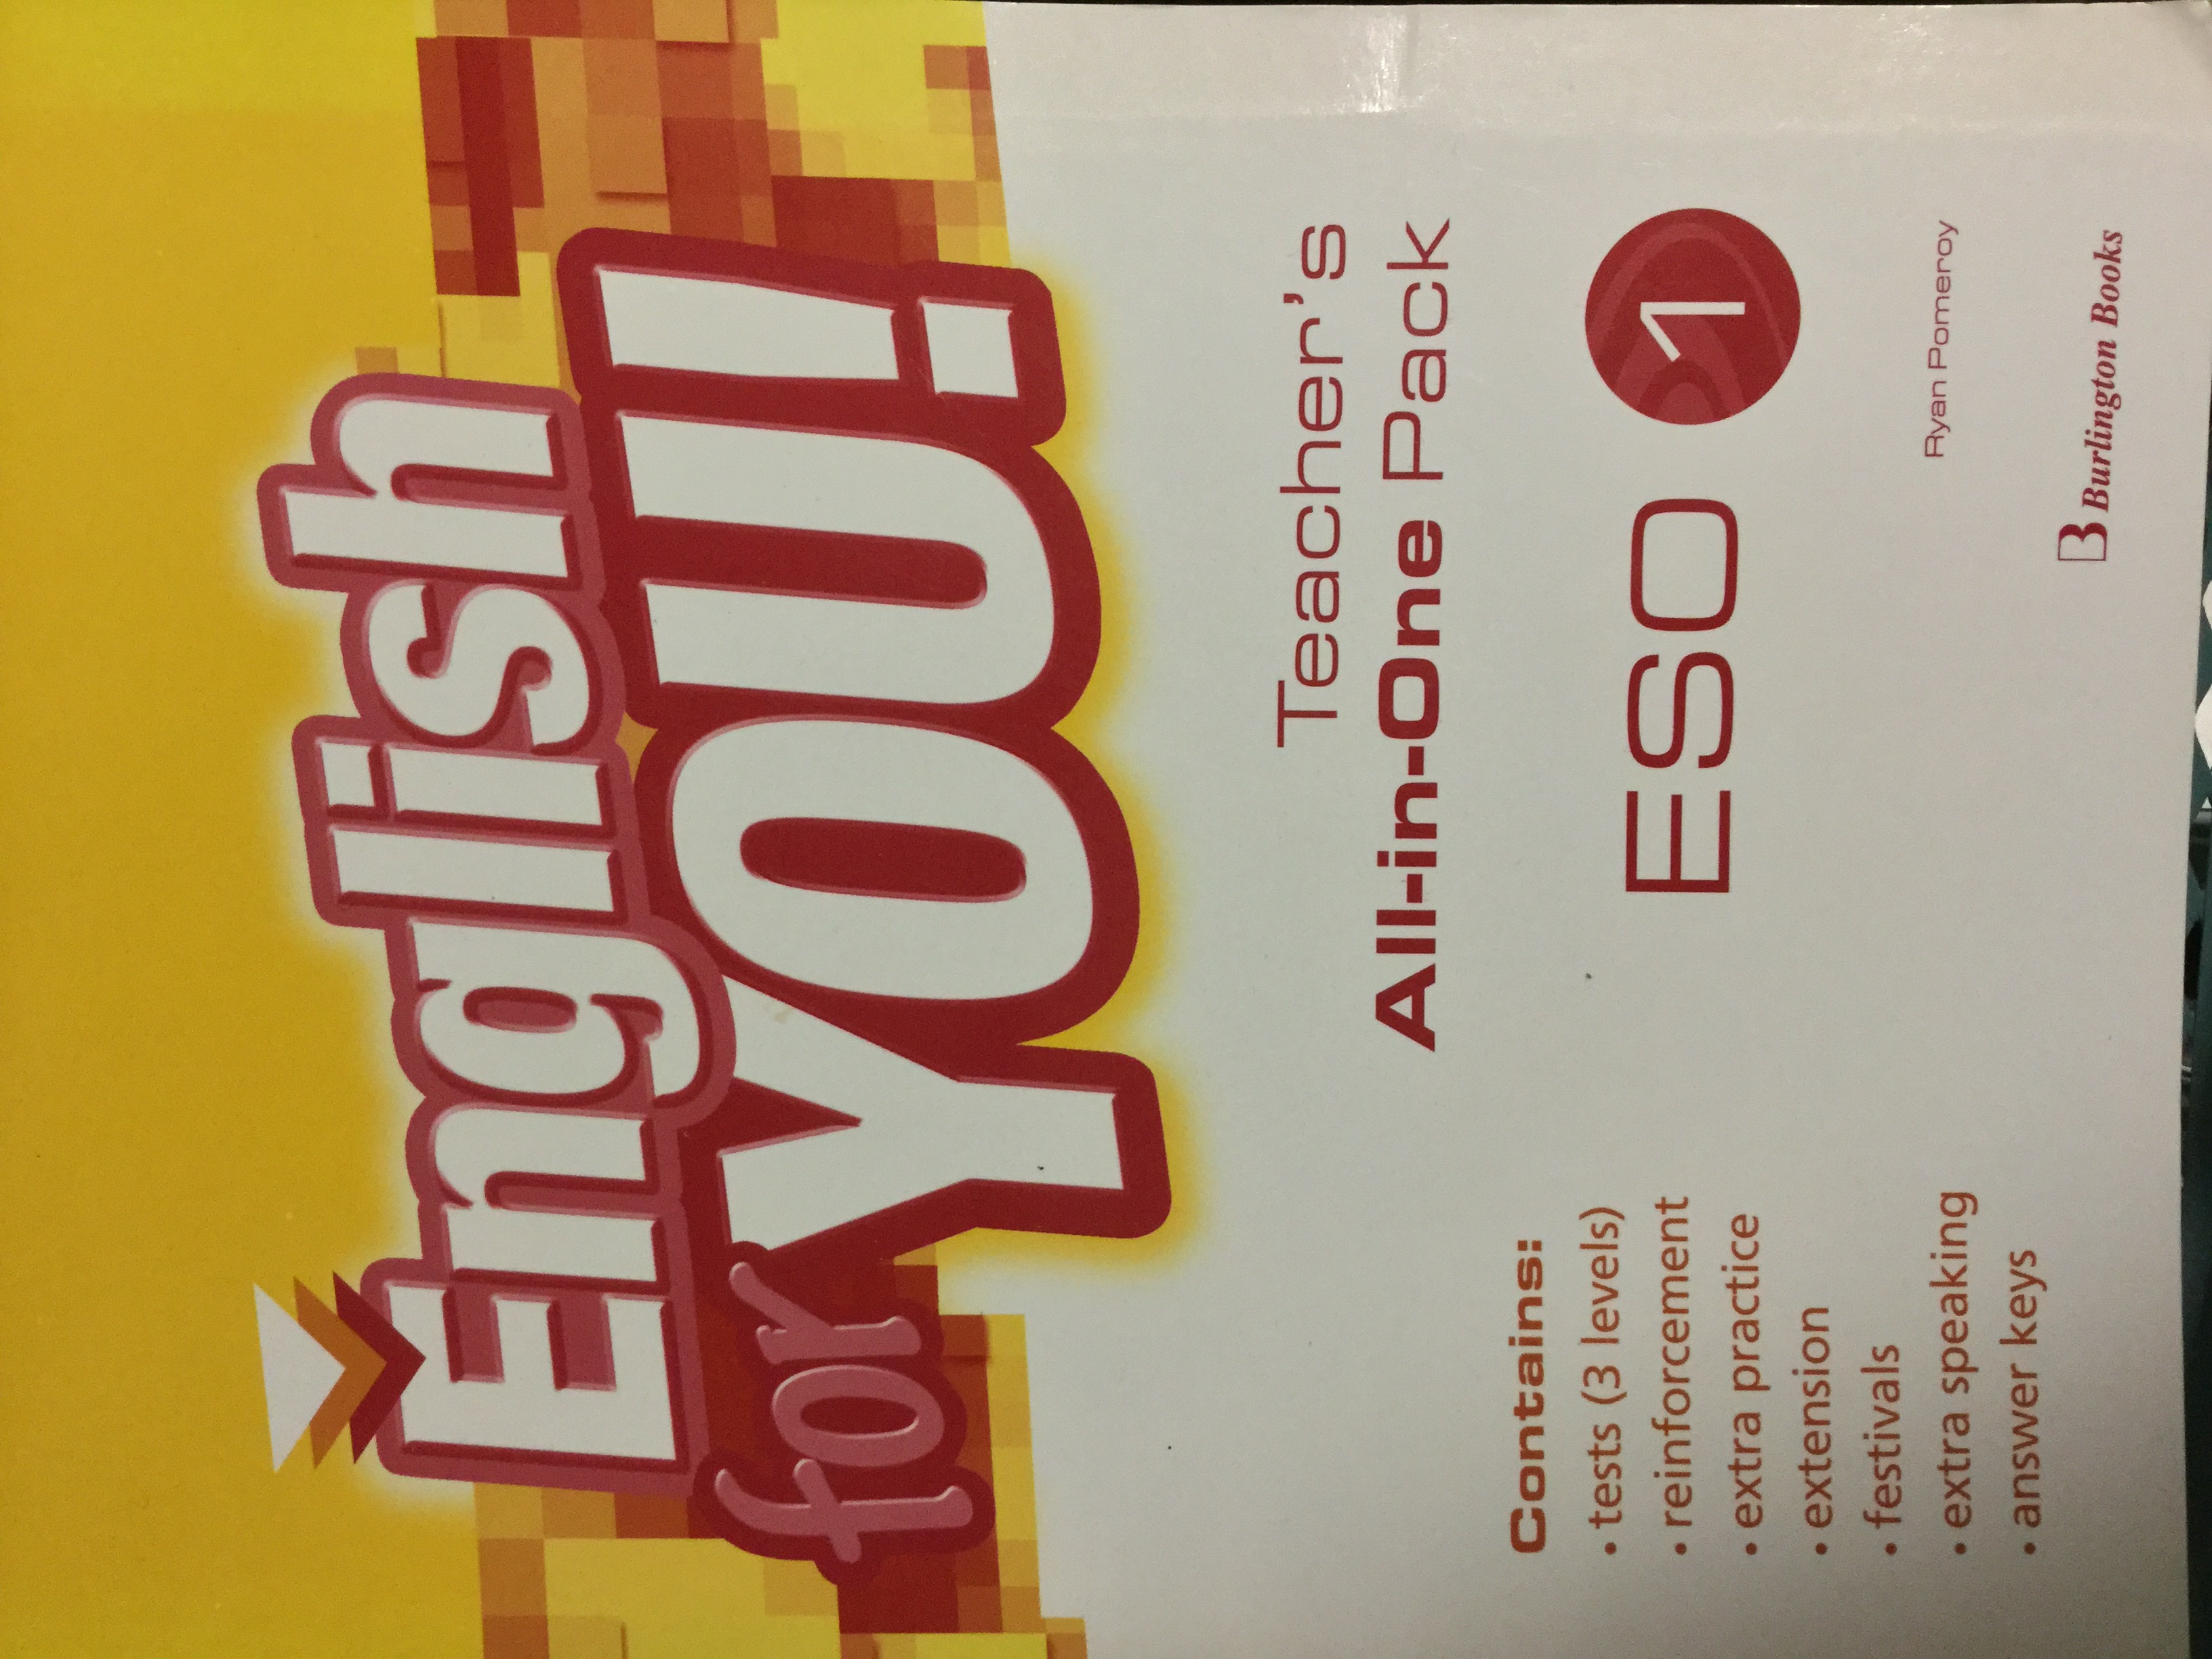 English
for YOU!
Teacher's
All-in-One Pack
ESO 1
Contains:
• tests (3 levels)
• reinforcement
• extra practice
• extension
• festivals
• extra speaking
• answer keys
Ryan Pomeroy
B Burlington Books